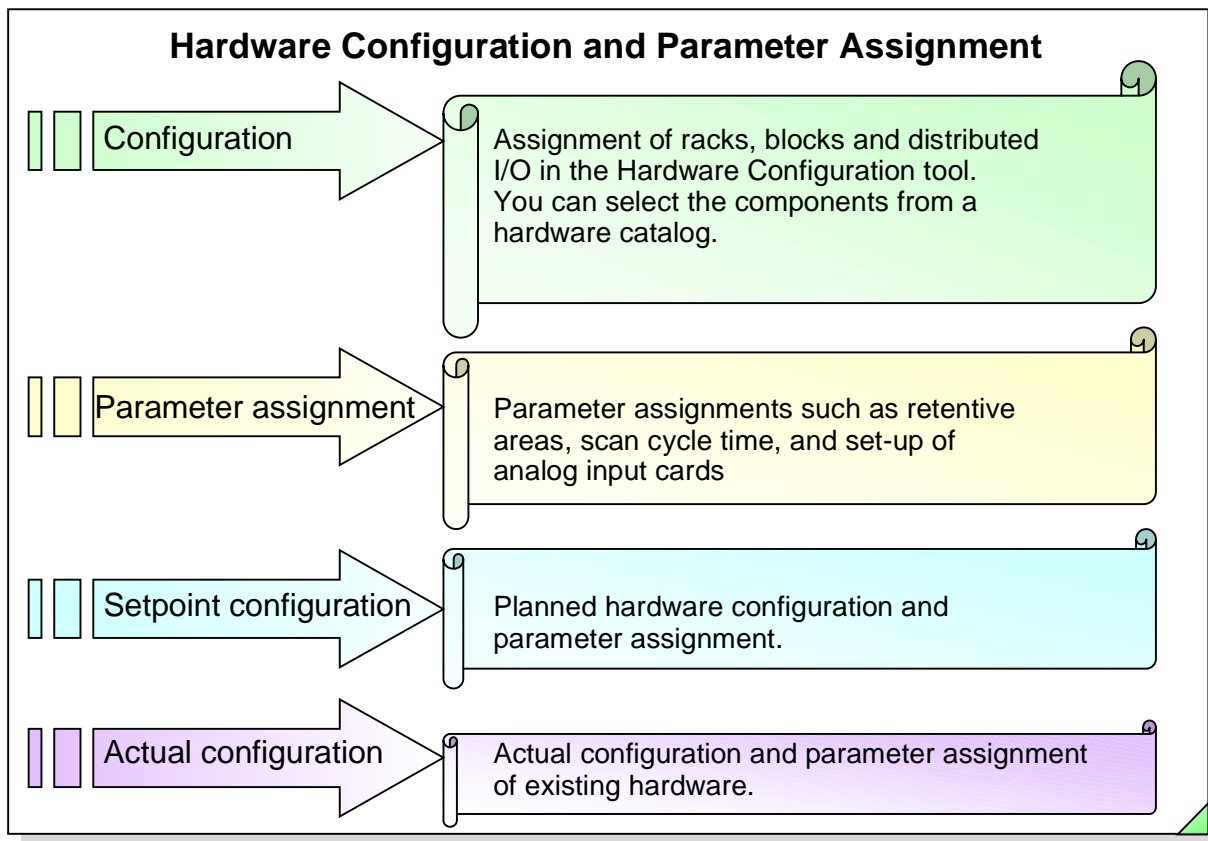 Hardware Configuration and Parameter Assignment
Configuration
Assignment of racks, blocks and distributed
I/O in the Hardware Configuration tool.
You can select the components from a
hardware catalog.
Parameter assignment
Parameter assignments such as retentive
areas, scan cycle time, and set-up of
analog input cards
Setpoint configuration
Planned hardware configuration and
parameter assignment.
Actual configuration
Actual configuration and parameter assignment
of existing hardware.